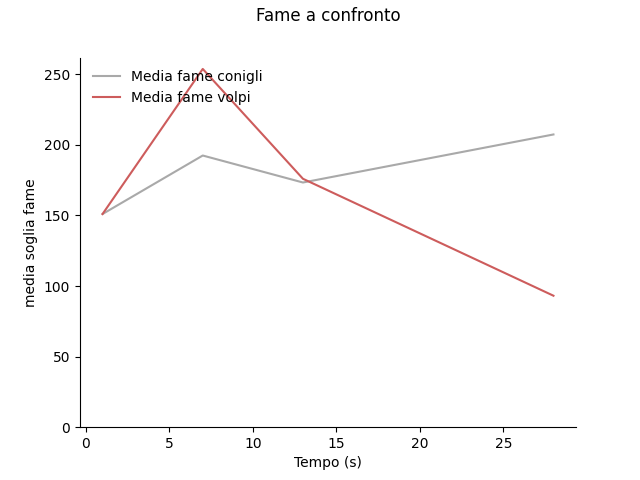 Fame a confronto
Media fame conigli
Media fame volpi
250
200
150
100
50
0
media soglia fame
0 5 10 15 20 25
Tempo (s)